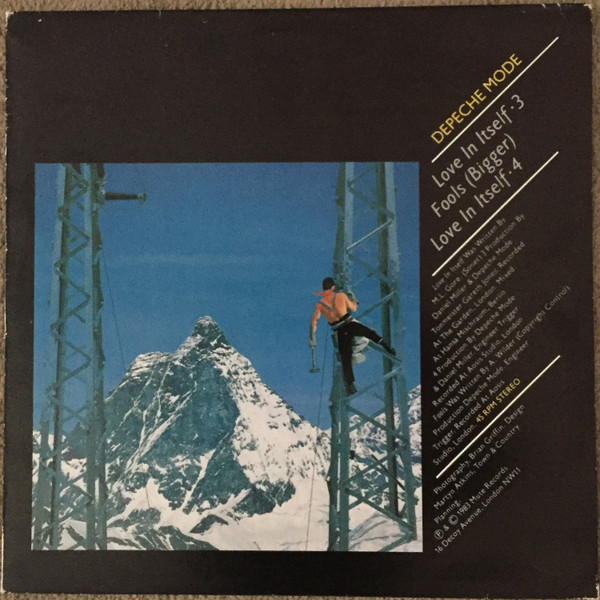 DEPECHE MODE
Love In Itself·3
Fools (Bigger)
Love In Itself·4
Love In Itself Was Written By
M.L. Gore (Sonet) Production By
Daniel Miller & Depeche Mode
Tonmeister Gareth Jones. Recorded
At The Garden, London. Mixed
At Hansa Mischraum, Berlin
A Production By Depeche Mode
& Daniel Miller. Engineer Trigger
Recorded At Aosis Studio, London
Fools Was Written By A. Wilder (Copyright Control)
Production Depeche Mode. Engineer
Trigger, Recorded At Aosis
Studio, London. 45 RPM STEREO
Photography, Brian Griffin. Design
Martyn Atkins, Town & Country
Planning.
Ⓟ & © 1983 Mute Records,
16 Decoy Avenue, London NW11